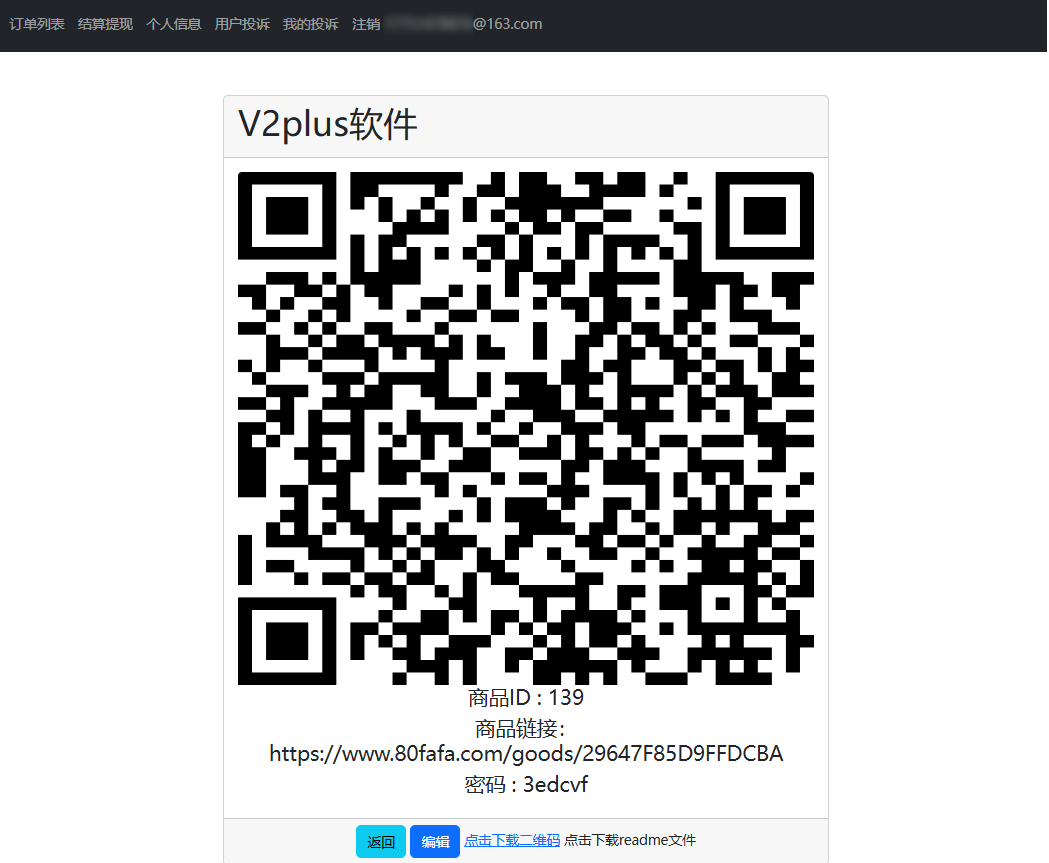 订单列表 结算提现 个人信息 用户投诉 我的投诉 注销 @163.com
V2plus软件
商品ID : 139
商品链接:
https://www.80fafa.com/goods/29647F85D9FFDCBA
密码 : 3edcvf
返回 编辑 点击下载二维码 点击下载readme文件